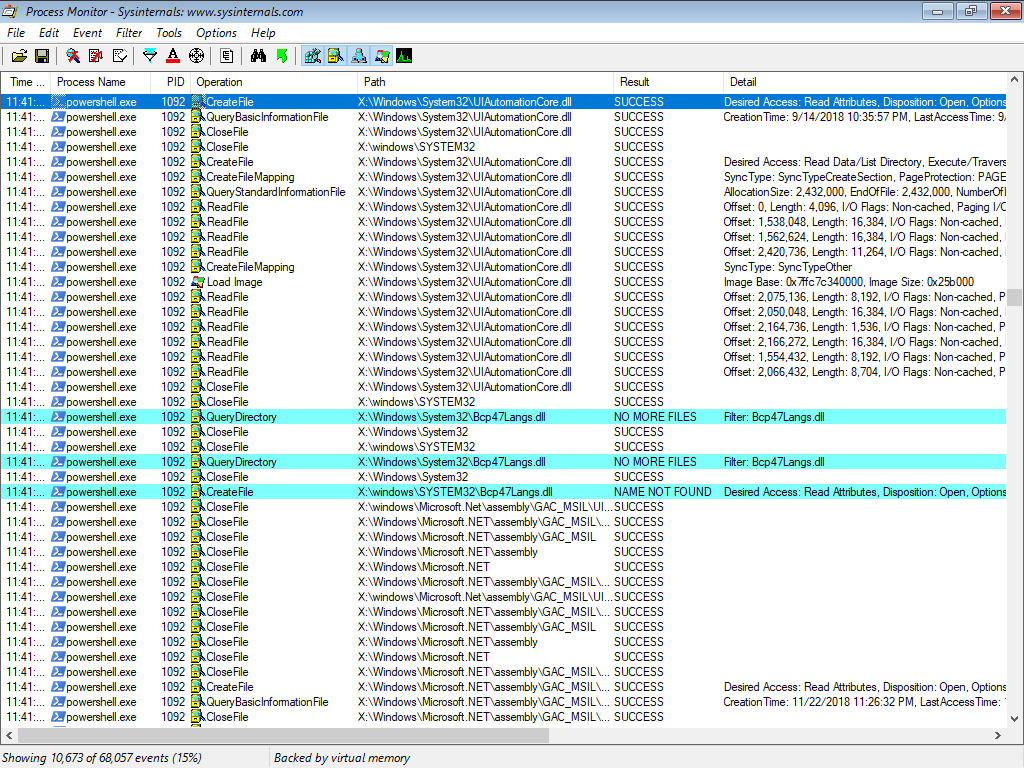 Process Monitor - Sysinternals: www.sysinternals.com
File Edit Event Filter Tools Options Help
Time ... Process Name PID Operation Path Result Detail
11:41:... powershell.exe 1092 CreateFile X:\Windows\System32\UIAutomationCore.dll SUCCESS Desired Access: Read Attributes, Disposition: Open, Options
11:41:... powershell.exe 1092 QueryBasicInformationFile X:\Windows\System32\UIAutomationCore.dll SUCCESS CreationTime: 9/14/2018 10:35:57 PM, LastAccessTime: 9/
11:41:... powershell.exe 1092 CloseFile X:\Windows\System32\UIAutomationCore.dll SUCCESS
11:41:... powershell.exe 1092 CloseFile X:\windows\SYSTEM32 SUCCESS
11:41:... powershell.exe 1092 CreateFile X:\Windows\System32\UIAutomationCore.dll SUCCESS Desired Access: Read Data/List Directory, Execute/Travers
11:41:... powershell.exe 1092 CreateFileMapping X:\Windows\System32\UIAutomationCore.dll SUCCESS SyncType: SyncTypeCreateSection, PageProtection: PAGE
11:41:... powershell.exe 1092 QueryStandardInformationFile X:\Windows\System32\UIAutomationCore.dll SUCCESS AllocationSize: 2,432,000, EndOfFile: 2,432,000, NumberOf
11:41:... powershell.exe 1092 ReadFile X:\Windows\System32\UIAutomationCore.dll SUCCESS Offset: 0, Length: 4,096, I/O Flags: Non-cached, Paging I/O
11:41:... powershell.exe 1092 ReadFile X:\Windows\System32\UIAutomationCore.dll SUCCESS Offset: 1,538,048, Length: 16,384, I/O Flags: Non-cached,
11:41:... powershell.exe 1092 ReadFile X:\Windows\System32\UIAutomationCore.dll SUCCESS Offset: 1,562,624, Length: 16,384, I/O Flags: Non-cached,
11:41:... powershell.exe 1092 ReadFile X:\Windows\System32\UIAutomationCore.dll SUCCESS Offset: 2,420,736, Length: 11,264, I/O Flags: Non-cached,
11:41:... powershell.exe 1092 CreateFileMapping X:\Windows\System32\UIAutomationCore.dll SUCCESS SyncType: SyncTypeOther
11:41:... powershell.exe 1092 Load Image X:\Windows\System32\UIAutomationCore.dll SUCCESS Image Base: 0x7ffc7c340000, Image Size: 0x25b000
11:41:... powershell.exe 1092 ReadFile X:\Windows\System32\UIAutomationCore.dll SUCCESS Offset: 2,075,136, Length: 8,192, I/O Flags: Non-cached, P
11:41:... powershell.exe 1092 ReadFile X:\Windows\System32\UIAutomationCore.dll SUCCESS Offset: 2,050,048, Length: 16,384, I/O Flags: Non-cached,
11:41:... powershell.exe 1092 ReadFile X:\Windows\System32\UIAutomationCore.dll SUCCESS Offset: 2,164,736, Length: 1,536, I/O Flags: Non-cached, P
11:41:... powershell.exe 1092 ReadFile X:\Windows\System32\UIAutomationCore.dll SUCCESS Offset: 2,166,272, Length: 16,384, I/O Flags: Non-cached,
11:41:... powershell.exe 1092 ReadFile X:\Windows\System32\UIAutomationCore.dll SUCCESS Offset: 1,554,432, Length: 8,192, I/O Flags: Non-cached, P
11:41:... powershell.exe 1092 ReadFile X:\Windows\System32\UIAutomationCore.dll SUCCESS Offset: 2,066,432, Length: 8,704, I/O Flags: Non-cached, P
11:41:... powershell.exe 1092 CloseFile X:\Windows\System32\UIAutomationCore.dll SUCCESS
11:41:... powershell.exe 1092 CloseFile X:\windows\SYSTEM32 SUCCESS
11:41:... powershell.exe 1092 QueryDirectory X:\Windows\System32\Bcp47Langs.dll NO MORE FILES Filter: Bcp47Langs.dll
11:41:... powershell.exe 1092 CloseFile X:\Windows\System32 SUCCESS
11:41:... powershell.exe 1092 CloseFile X:\windows\SYSTEM32 SUCCESS
11:41:... powershell.exe 1092 QueryDirectory X:\Windows\System32\Bcp47Langs.dll NO MORE FILES Filter: Bcp47Langs.dll
11:41:... powershell.exe 1092 CloseFile X:\Windows\System32 SUCCESS
11:41:... powershell.exe 1092 CreateFile X:\windows\SYSTEM32\Bcp47Langs.dll NAME NOT FOUND Desired Access: Read Attributes, Disposition: Open, Options
11:41:... powershell.exe 1092 CloseFile X:\windows\Microsoft.Net\assembly\GAC_MSIL\UI... SUCCESS
11:41:... powershell.exe 1092 CloseFile X:\Windows\Microsoft.NET\assembly\GAC_MSIL\... SUCCESS
11:41:... powershell.exe 1092 CloseFile X:\Windows\Microsoft.NET\assembly\GAC_MSIL SUCCESS
11:41:... powershell.exe 1092 CloseFile X:\Windows\Microsoft.NET\assembly SUCCESS
11:41:... powershell.exe 1092 CloseFile X:\Windows\Microsoft.NET SUCCESS
11:41:... powershell.exe 1092 CloseFile X:\Windows\Microsoft.NET\assembly\GAC_MSIL\... SUCCESS
11:41:... powershell.exe 1092 CloseFile X:\windows\Microsoft.Net\assembly\GAC_MSIL\UI... SUCCESS
11:41:... powershell.exe 1092 CloseFile X:\Windows\Microsoft.NET\assembly\GAC_MSIL\... SUCCESS
11:41:... powershell.exe 1092 CloseFile X:\Windows\Microsoft.NET\assembly\GAC_MSIL SUCCESS
11:41:... powershell.exe 1092 CloseFile X:\Windows\Microsoft.NET\assembly SUCCESS
11:41:... powershell.exe 1092 CloseFile X:\Windows\Microsoft.NET SUCCESS
11:41:... powershell.exe 1092 CloseFile X:\Windows\Microsoft.NET\assembly\GAC_MSIL\... SUCCESS
11:41:... powershell.exe 1092 CreateFile X:\Windows\Microsoft.NET\assembly\GAC_MSIL\... SUCCESS Desired Access: Read Attributes, Disposition: Open, Options
11:41:... powershell.exe 1092 QueryBasicInformationFile X:\Windows\Microsoft.NET\assembly\GAC_MSIL\... SUCCESS CreationTime: 11/22/2018 11:26:32 PM, LastAccessTime:
11:41:... powershell.exe 1092 CloseFile X:\Windows\Microsoft.NET\assembly\GAC_MSIL\... SUCCESS
Showing 10,673 of 68,057 events (15%) Backed by virtual memory